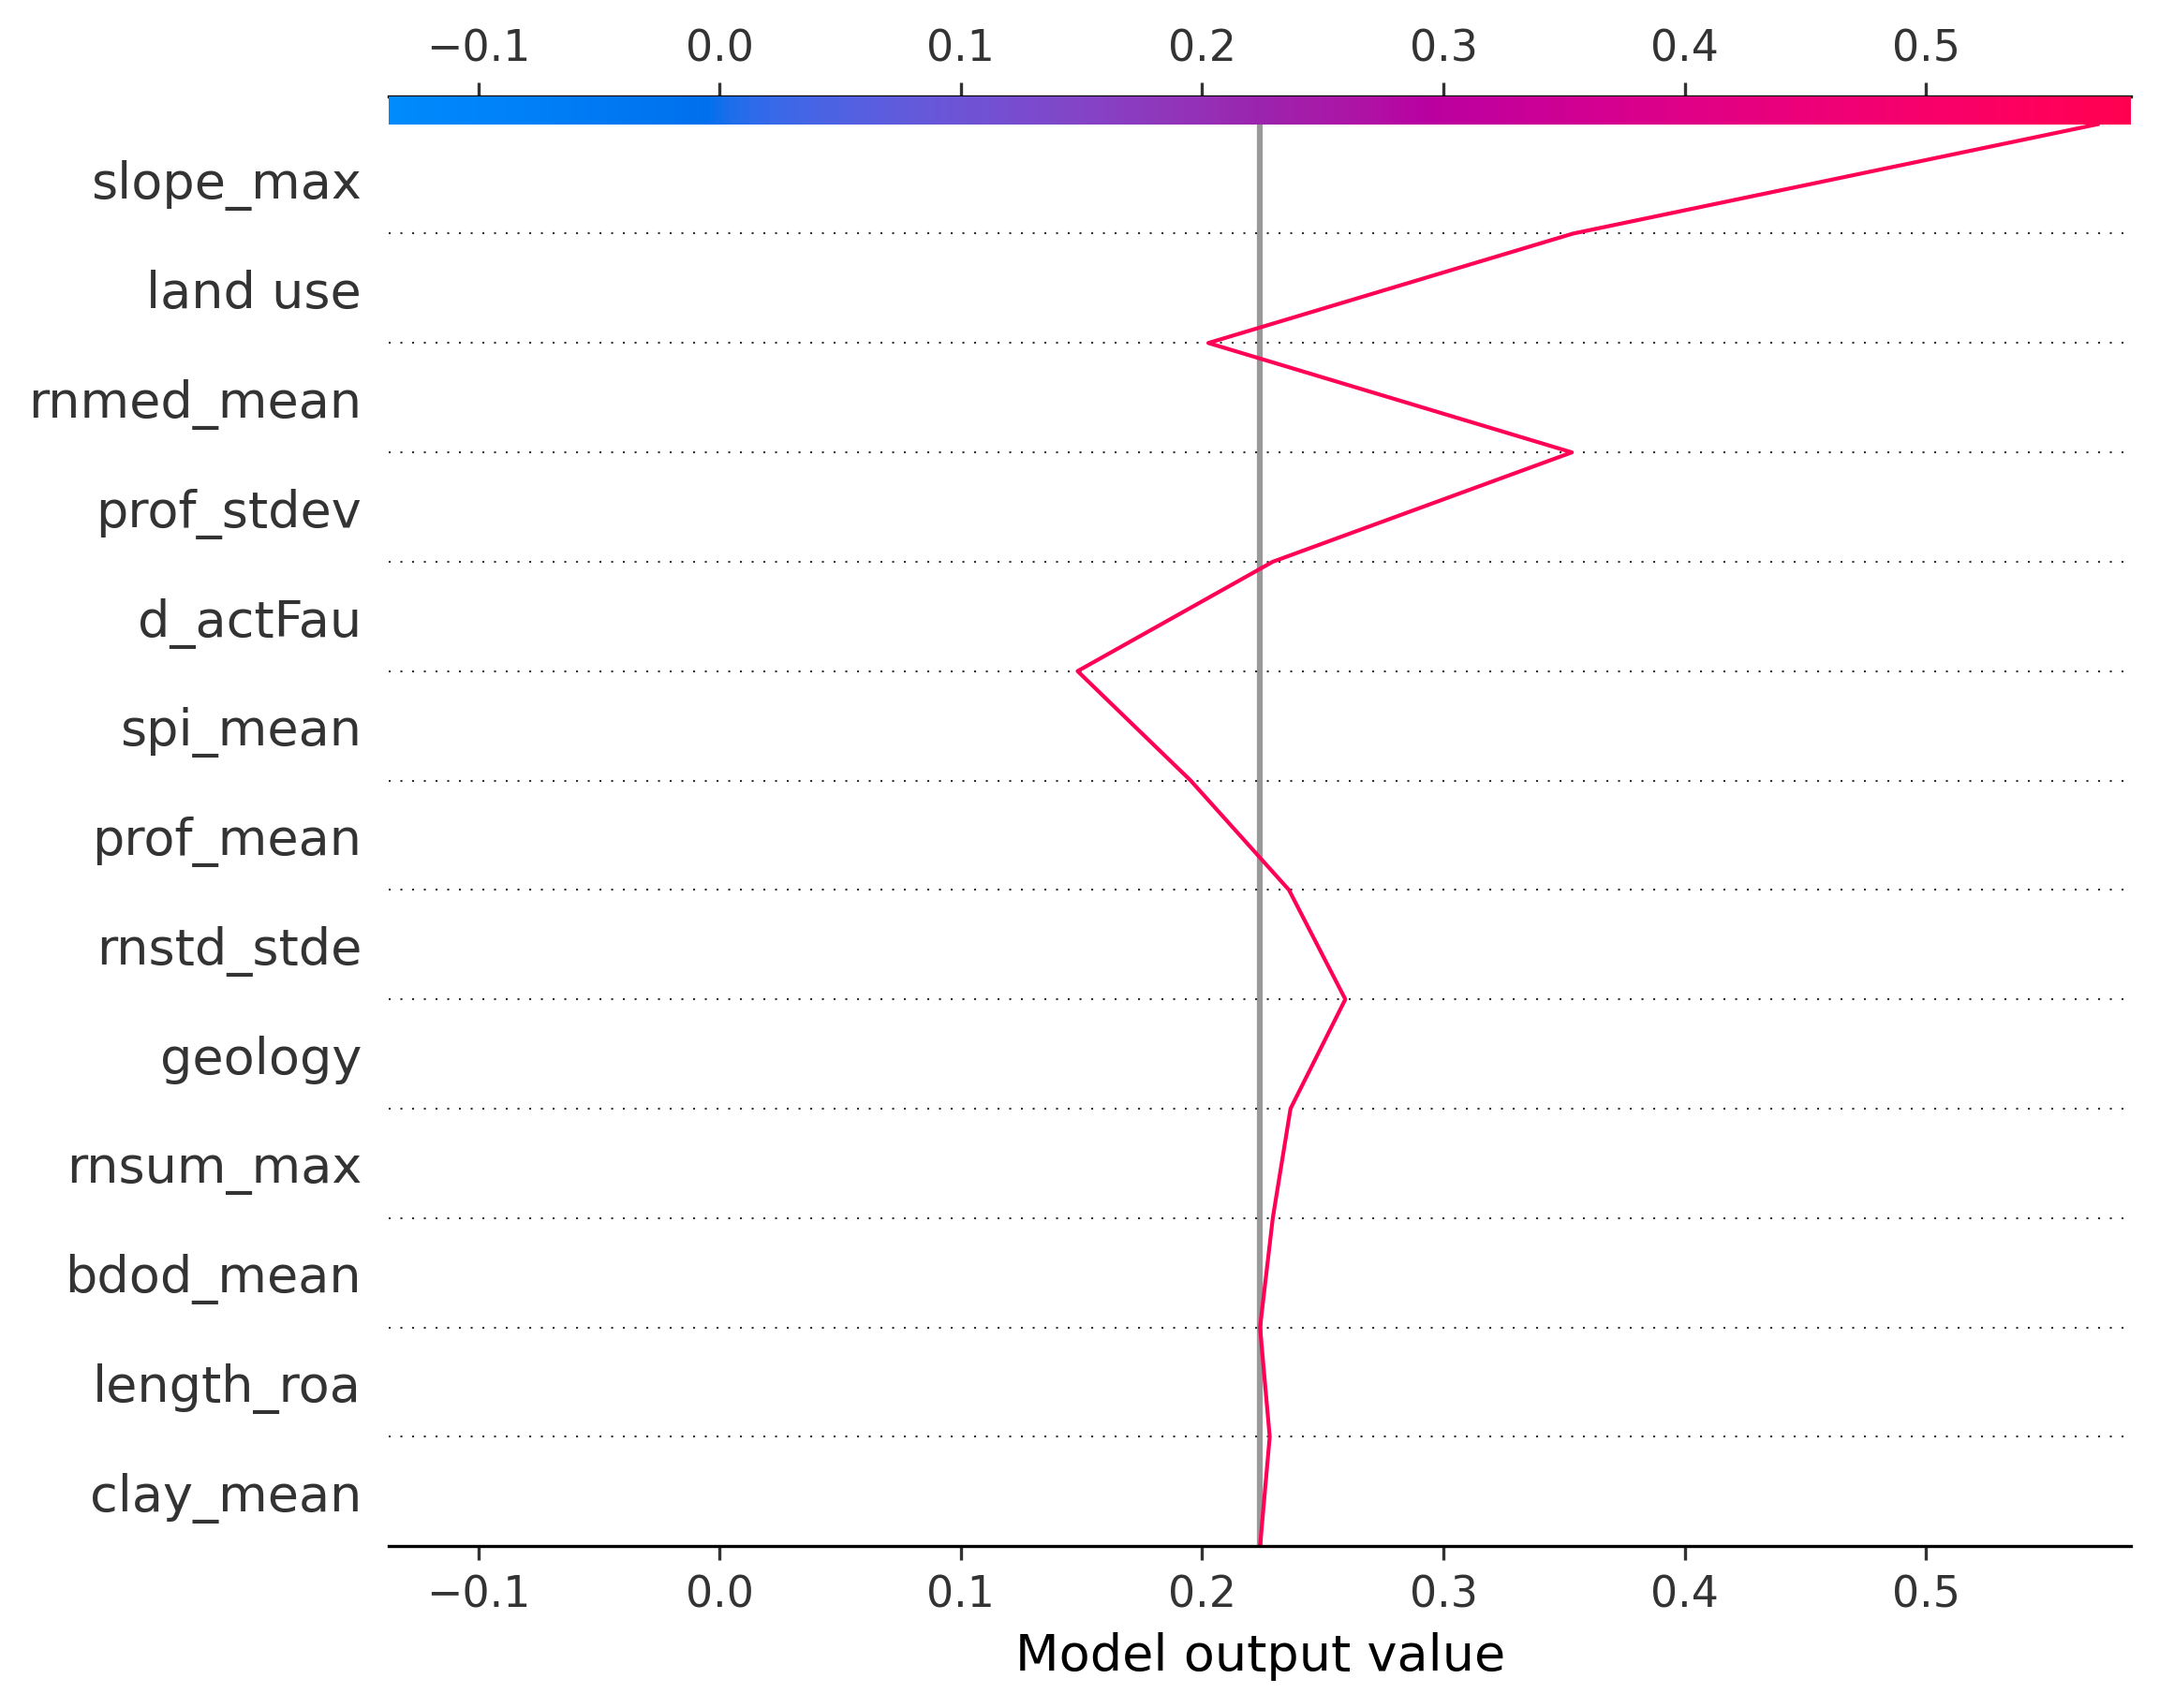 −0.1 0.0 0.1 0.2 0.3 0.4 0.5
slope_max
land use
rnmed_mean
prof_stdev
d_actFau
spi_mean
prof_mean
rnstd_stde
geology
rnsum_max
bdod_mean
length_roa
clay_mean
−0.1 0.0 0.1 0.2 0.3 0.4 0.5
Model output value